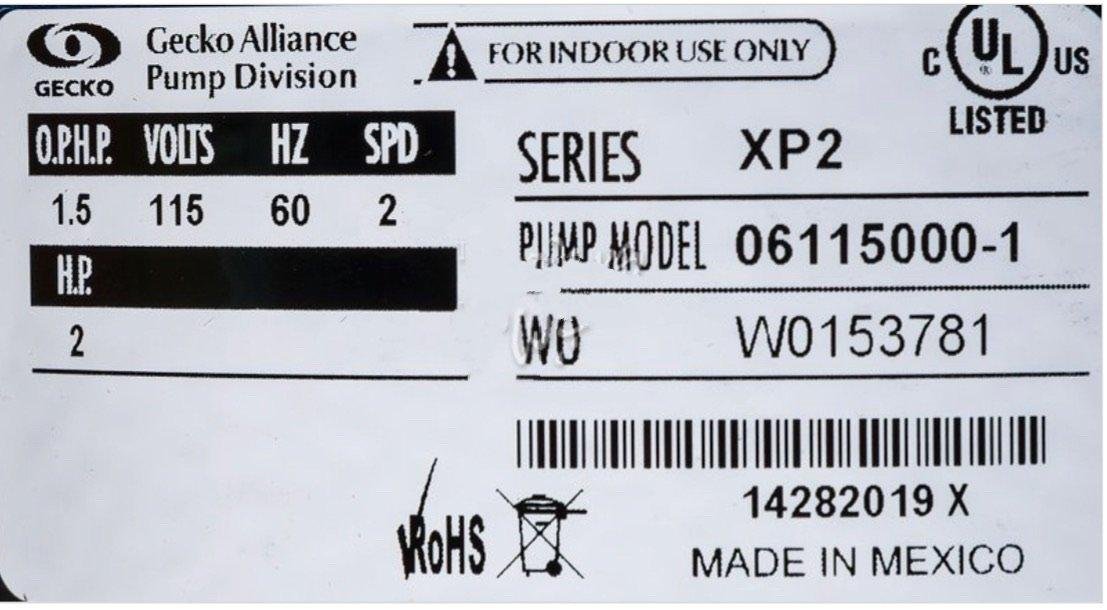 Gecko Alliance
Pump Division
GECKO
FOR INDOOR USE ONLY
C UL US
®
LISTED
O.P.H.P. VOLTS HZ SPD
1.5 115 60 2
H.P.
2
SERIES XP2
PUMP MODEL 06115000-1
WO W0153781
14282019 X
RoHS
MADE IN MEXICO